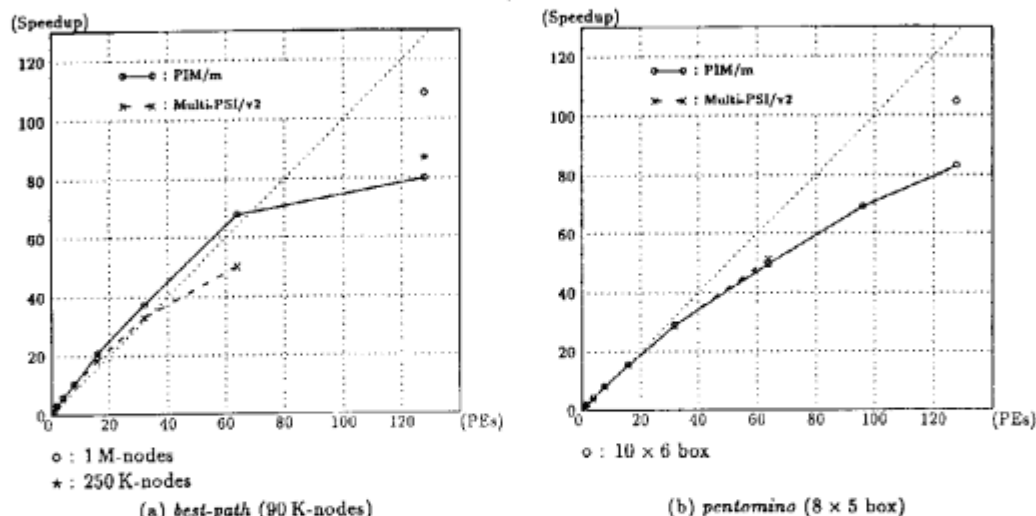 (Speedup)
120
100
80
60
40
20
0
0 20 40 60 80 100 120 (PEs)
: PIM/m
: Multi-PSI/v2
o : 1 M-nodes
★ : 250 K-nodes
(a) best-path (90 K-nodes)
(Speedup)
120
100
80
60
40
20
0
0 20 40 60 80 100 120 (PEs)
: PIM/m
: Multi-PSI/v2
o : 10 × 6 box
(b) pentomino (8 × 5 box)